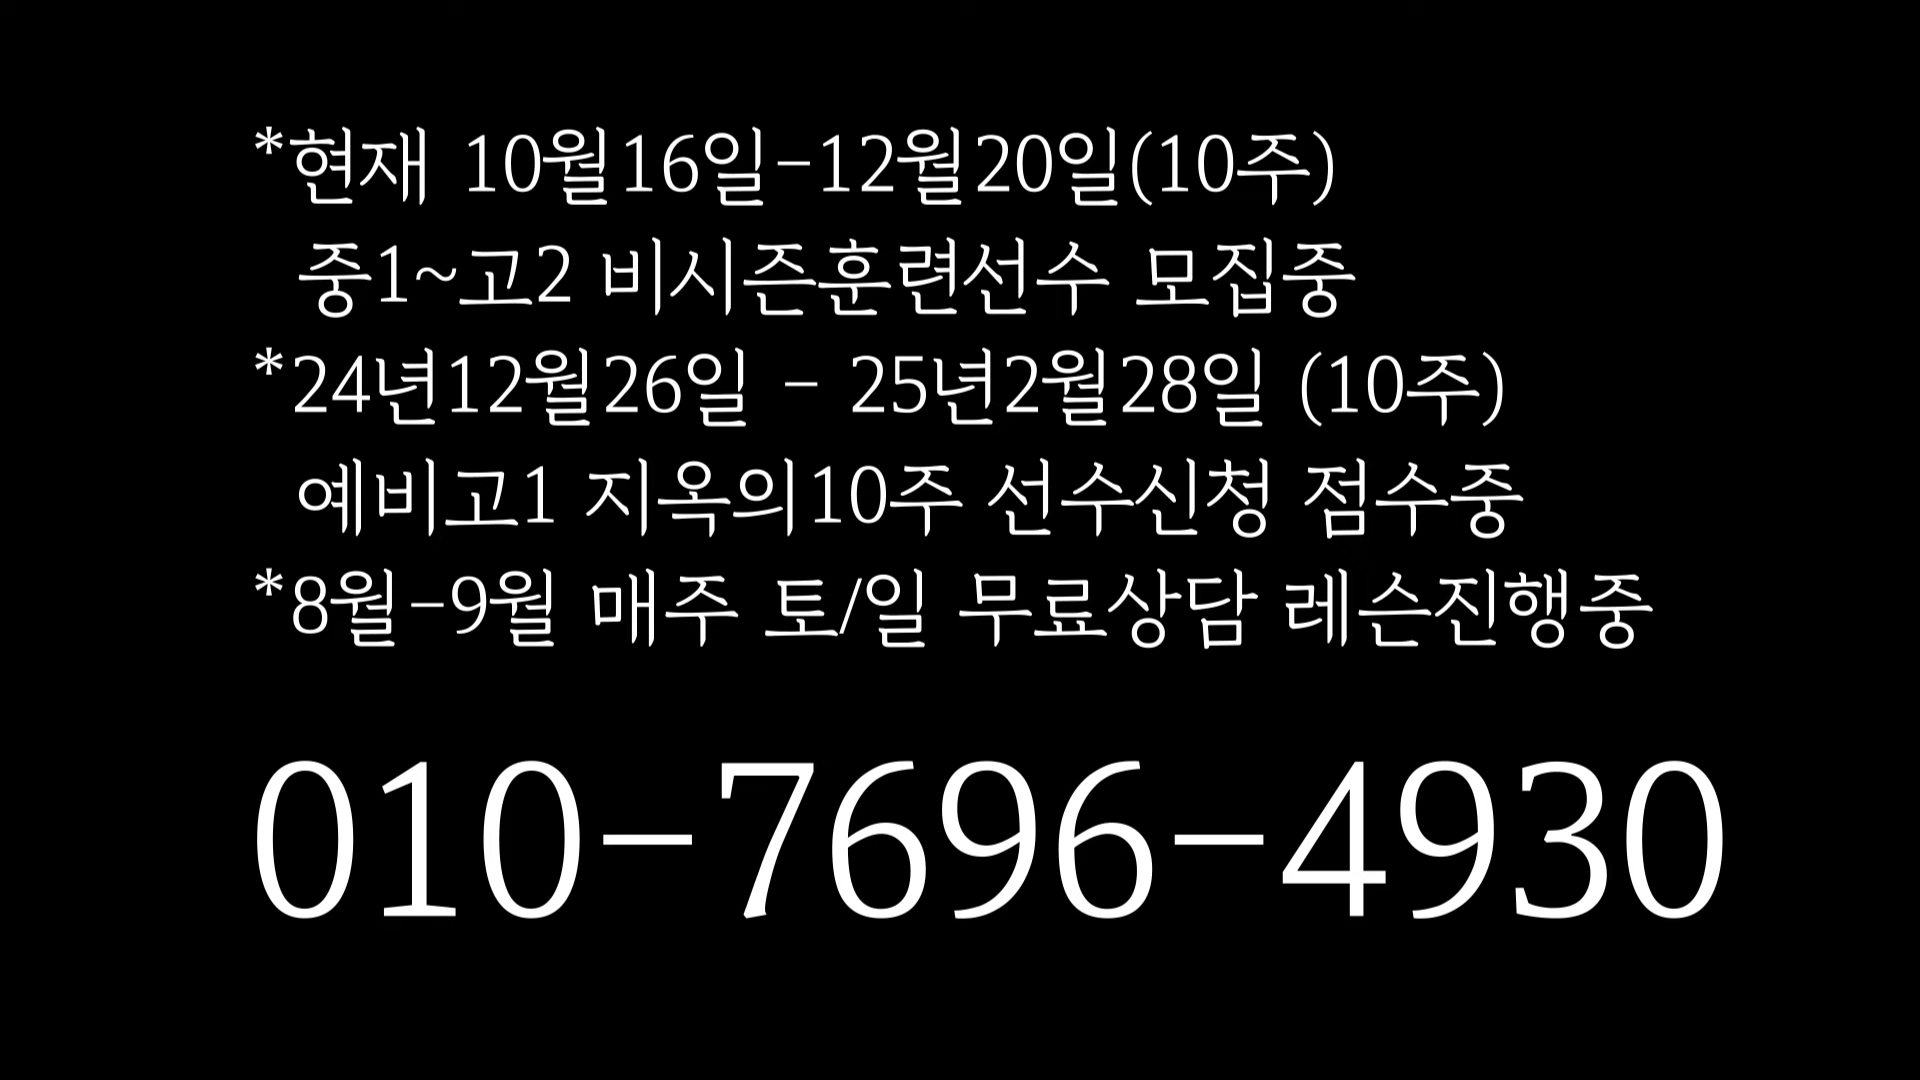 *현재 10월16일-12월20일(10주)
중1~고2 비시즌훈련선수 모집중
*24년12월26일 - 25년2월28일 (10주)
예비고1 지옥의10주 선수신청 점수중
*8월-9월 매주 토/일 무료상담 레슨진행중
010-7696-4930